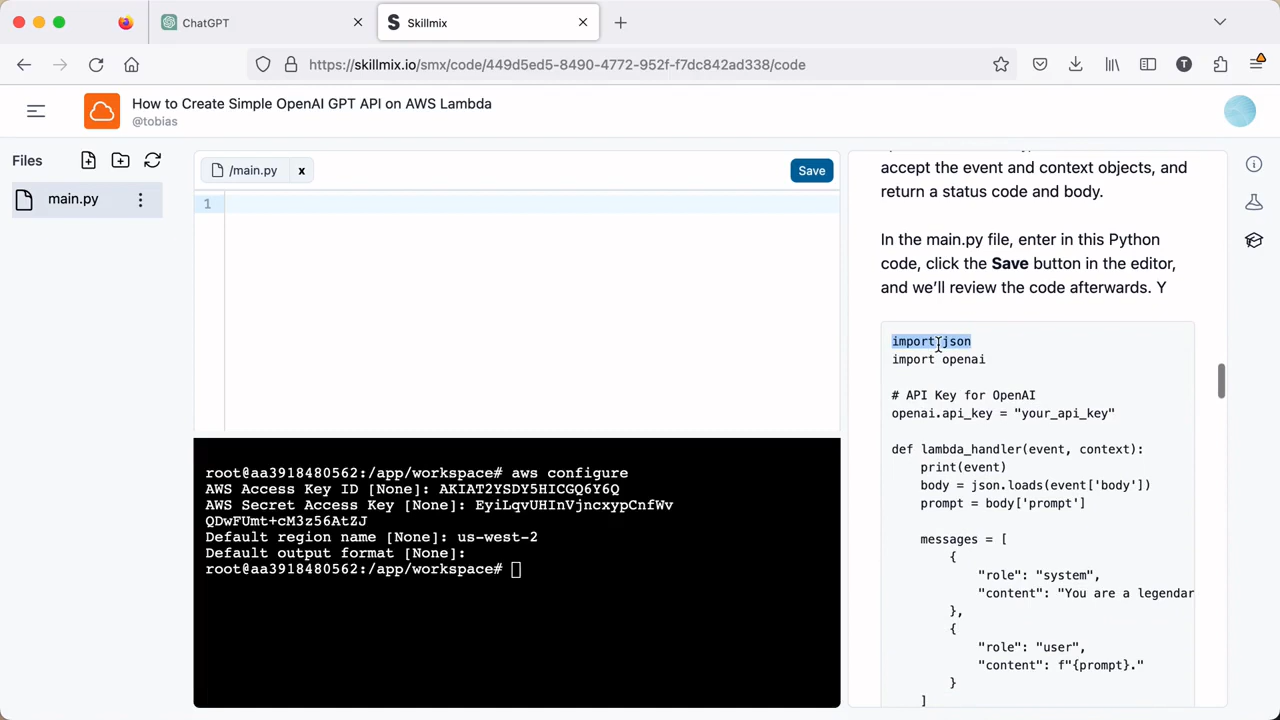 ChatGPT
Skillmix
https://skillmix.io/smx/code/449d5ed5-8490-4772-952f-f7dc842ad338/code
How to Create Simple OpenAI GPT API on AWS Lambda
@tobias
Files
main.py
/main.py
x
Save
1
root@aa3918480562:/app/workspace# aws configure
AWS Access Key ID [None]: AKIAT2YSDY5HICGQ6Y6Q
AWS Secret Access Key [None]: EyiLqvUHInVjncxypCnfWv
QDwFUmt+cM3z56AtZJ
Default region name [None]: us-west-2
Default output format [None]:
root@aa3918480562:/app/workspace#
accept the event and context objects, and
return a status code and body.
In the main.py file, enter in this Python
code, click the Save button in the editor,
and we’ll review the code afterwards. Y
import json
import openai
# API Key for OpenAI
openai.api_key = "your_api_key"
def lambda_handler(event, context):
    print(event)
    body = json.loads(event['body'])
    prompt = body['prompt']
    messages = [
        {
            "role": "system",
            "content": "You are a legendar
        },
        {
            "role": "user",
            "content": f"{prompt}."
        }
    ]
T